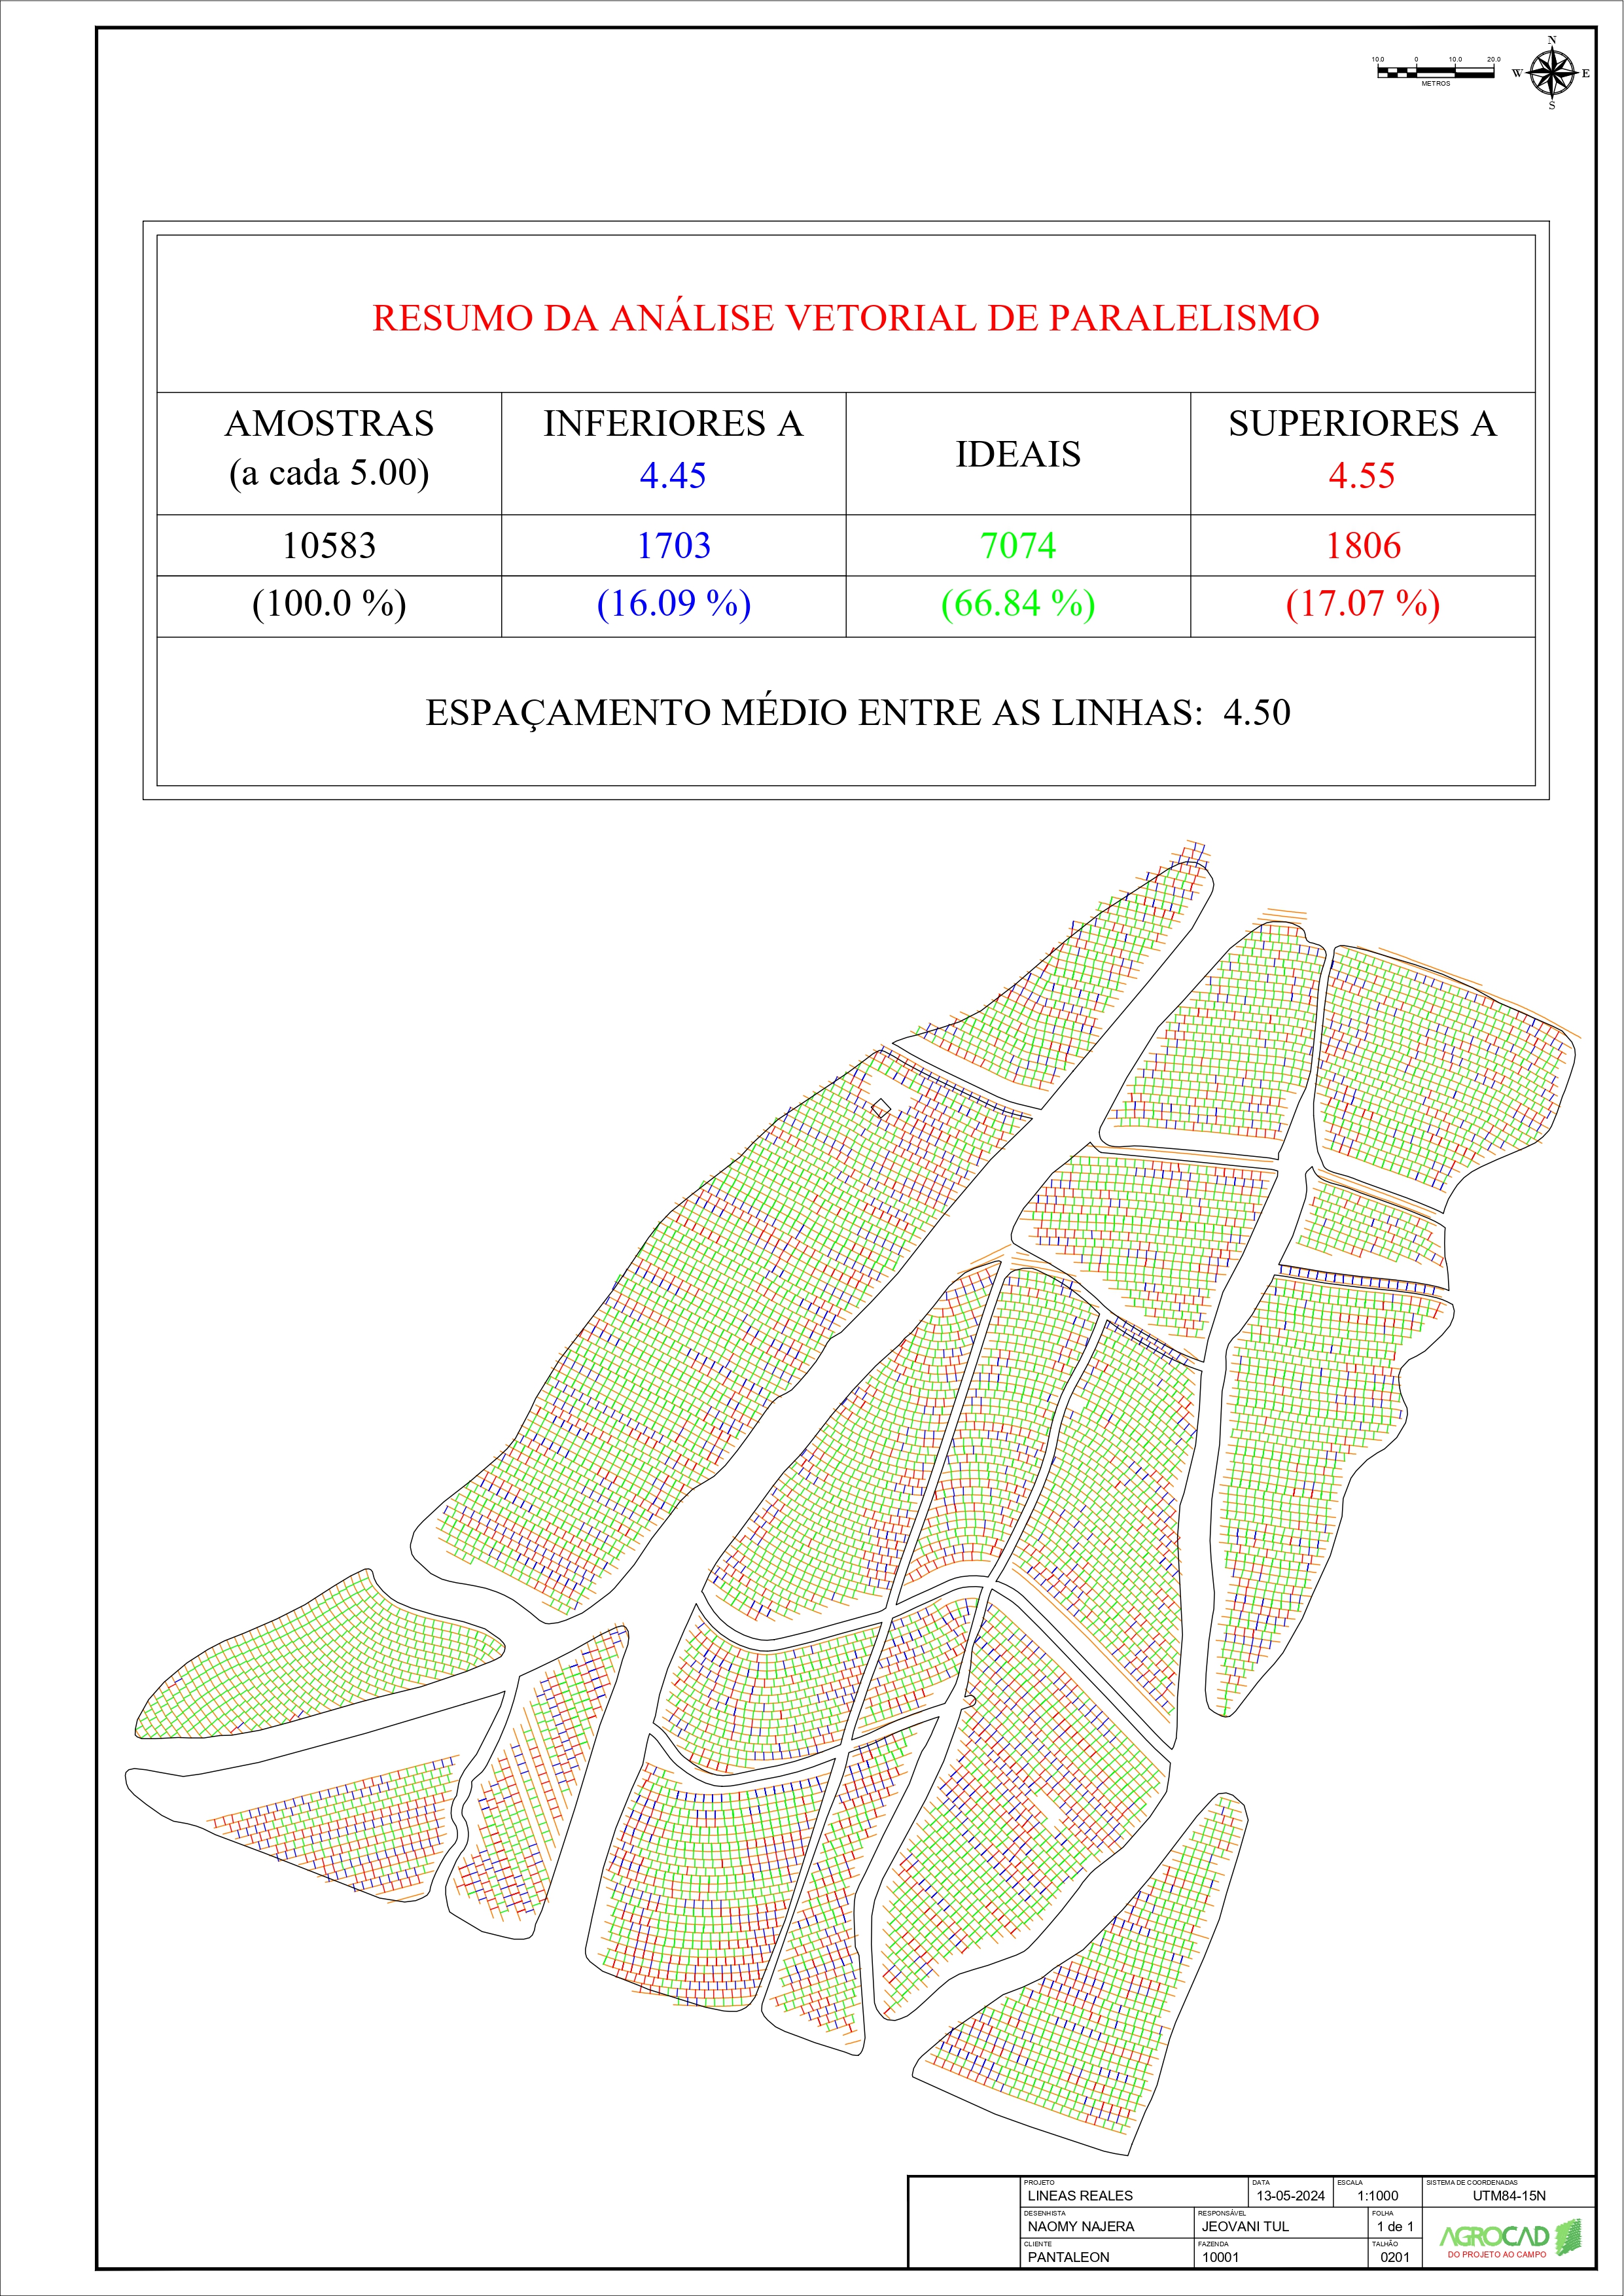 N
10.0 0 10.0 20.0
W E
METROS
S
RESUMO DA ANÁLISE VETORIAL DE PARALELISMO
AMOSTRAS
(a cada 5.00)
INFERIORES A
4.45
IDEAIS
SUPERIORES A
4.55
10583 1703 7074 1806
(100.0 %) (16.09 %) (66.84 %) (17.07 %)
ESPAÇAMENTO MÉDIO ENTRE AS LINHAS: 4.50
PROJETO DATA ESCALA SISTEMA DE COORDENADAS
LINEAS REALES 13-05-2024 1:1000 UTM84-15N
DESENHISTA RESPONSÁVEL FOLHA
NAOMY NAJERA JEOVANI TUL 1 de 1
CLIENTE FAZENDA TALHÃO
PANTALEON 10001 0201
AGROCAD
DO PROJETO AO CAMPO